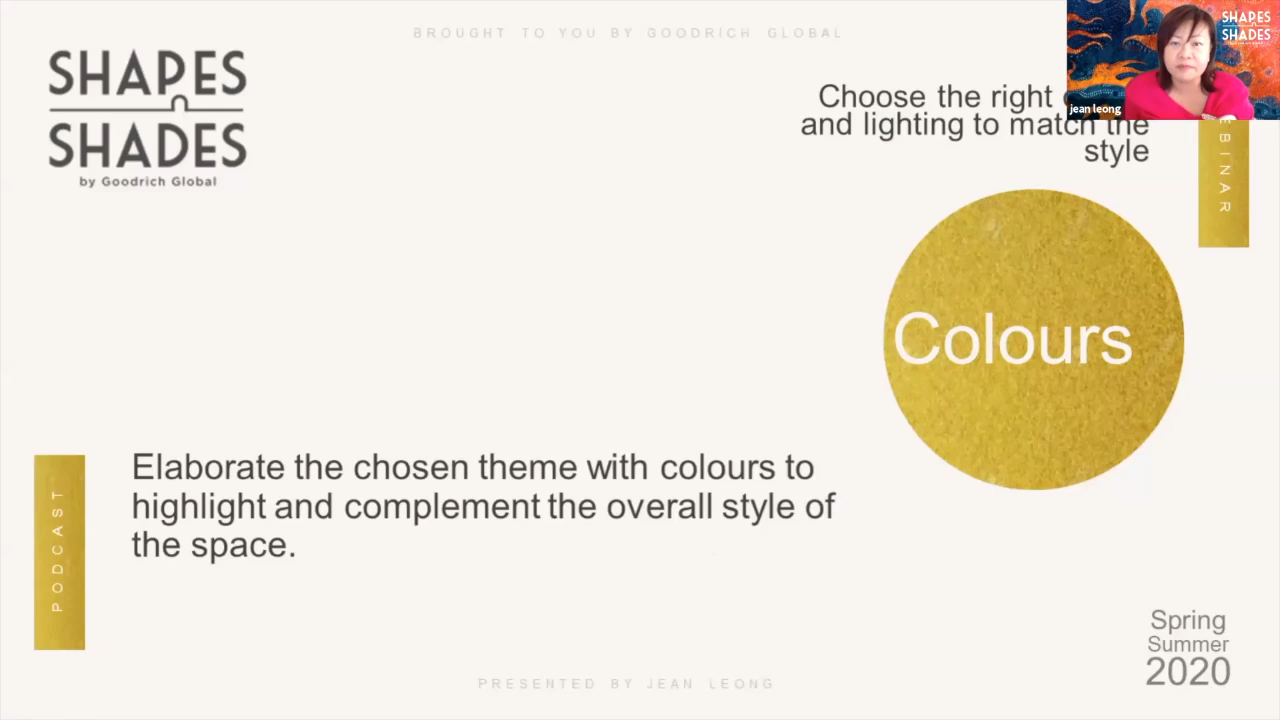 BROUGHT TO YOU BY GOODRICH GLOBAL
SHAPES
SHADES
by Goodrich Global
Choose the right
and lighting to match the
style
SHAPES
SHADES
jean leong
EBINAR
Colours
PODCAST
Elaborate the chosen theme with colours to
highlight and complement the overall style of
the space.
Spring
Summer
2020
PRESENTED BY JEAN LEONG